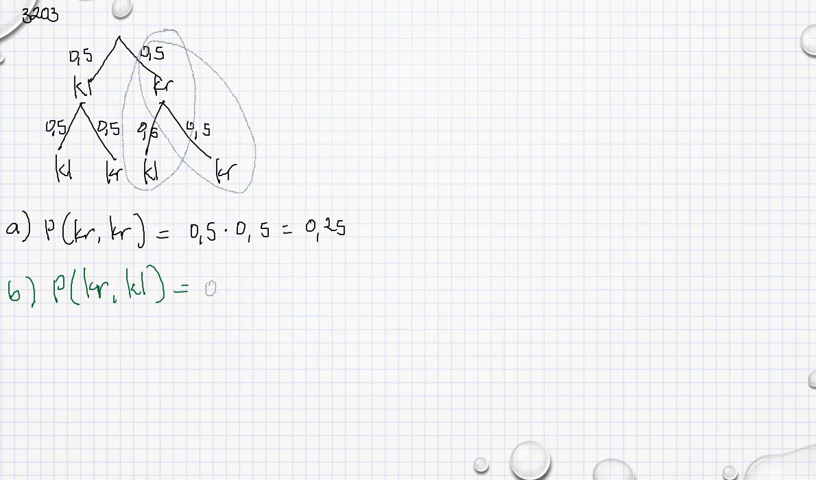 3203
0,5 0,5
kl kr
0,5 0,5 0,5 0,5
kl kr kl kr
a) P(kr, kr) = 0,5 · 0,5 = 0,25
b) P(kr, kl) = 0